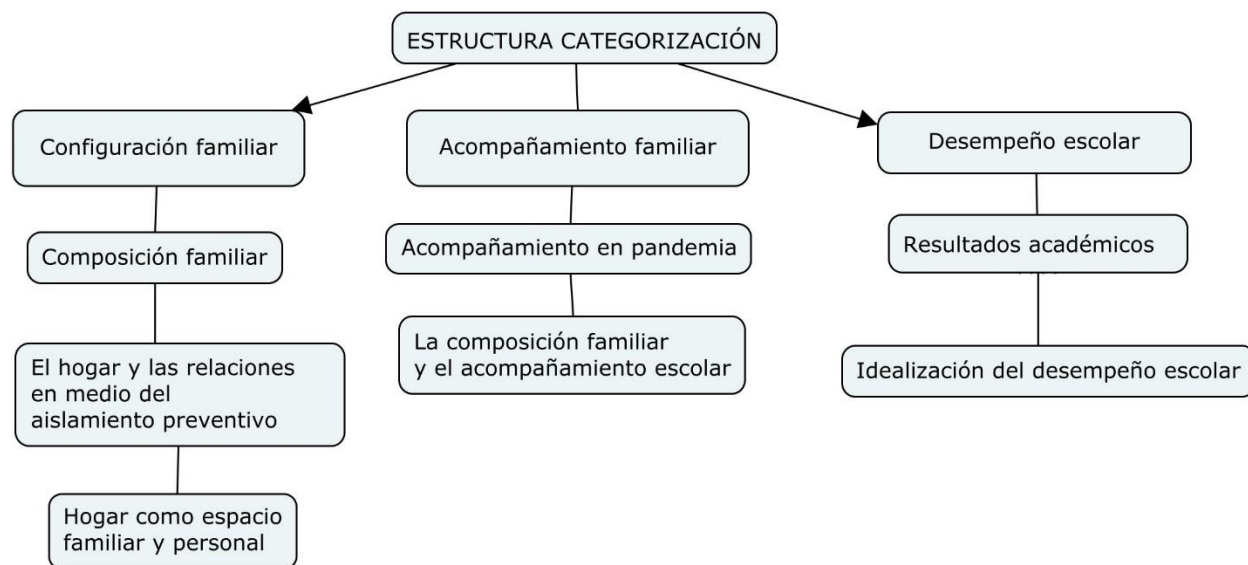 ESTRUCTURA CATEGORIZACIÓN
Configuración familiar
Composición familiar
El hogar y las relaciones
en medio del
aislamiento preventivo
Hogar como espacio
familiar y personal
Acompañamiento familiar
Acompañamiento en pandemia
La composición familiar
y el acompañamiento escolar
Desempeño escolar
Resultados académicos
Idealización del desempeño escolar